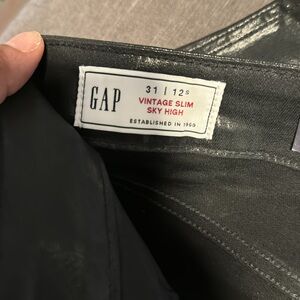 GAP
31 | 12s
VINTAGE SLIM
SKY HIGH
ESTABLISHED IN 1969